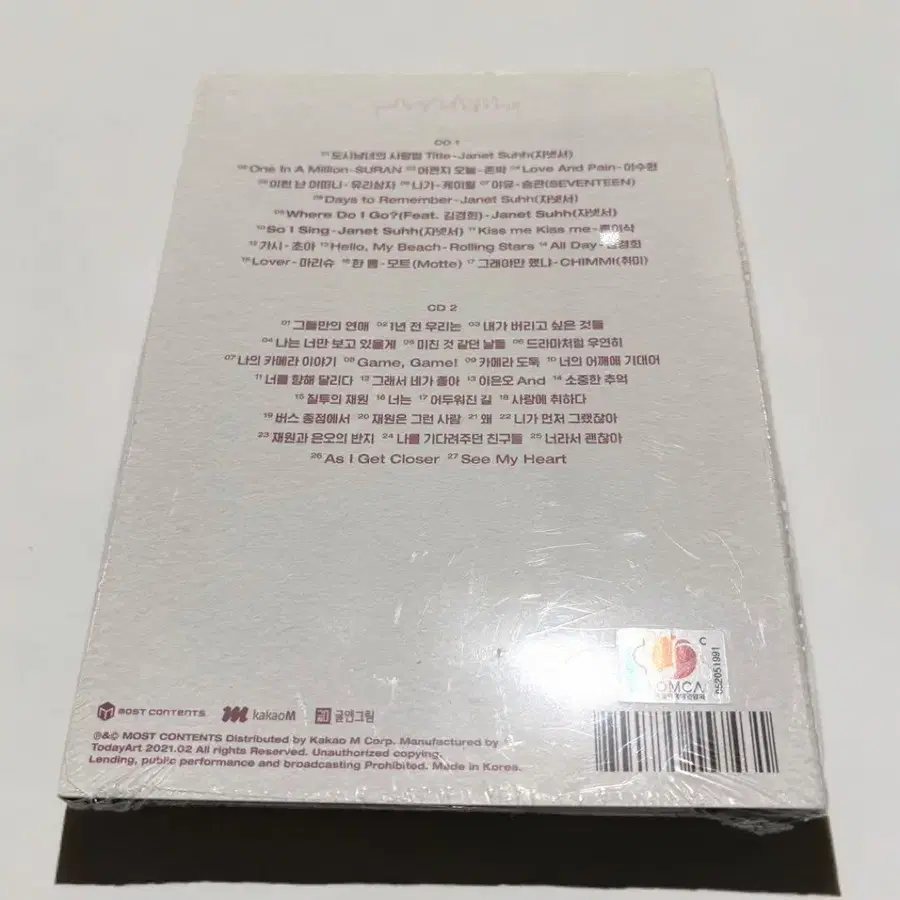 CD 1
01 도시남녀의 사랑법 Title-Janet Suhh(자넷서)
02 One In A Million-SURAN 03 어쩐지 오늘-존박 04 Love And Pain-이수현
05 이런 난 어떠니-유리상자 06 니가-케이윌 07 이유-승관(SEVENTEEN)
08 Days to Remember-Janet Suhh(자넷서)
09 Where Do I Go?(Feat. 김경희)-Janet Suhh(자넷서)
10 So I Sing-Janet Suhh(자넷서) 11 Kiss me Kiss me-
12 가시-초아 13 Hello, My Beach-Rolling Stars 14 All Day-김경희
15 Lover-마리슈 16 한 틈-모트(Motte) 17 그래야만 했냐-CHIMMI(취미)
CD 2
01 그들만의 연애 02 1년 전 우리는 03 내가 버리고 싶은 것들
04 나는 너만 보고 있을게 05 미친 것 같던 날들 06 드라마처럼 우연히
07 나의 카메라 이야기 08 Game, Game! 09 카메라 도둑 10 너의 어깨에 기대어
11 너를 향해 달리다 12 그래서 네가 좋아 13 이은오 And 14 소중한 추억
15 질투의 재원 16 너는 17 어두워진 길 18 사랑에 취하다
19 버스 종점에서 20 재원은 그런 사람 21 왜 22 니가 먼저 그랬잖아
23 재원과 은오의 반지 24 나를 기다려주던 친구들 25 너라서 괜찮아
26 As I Get Closer 27 See My Heart
C
KOMCA
052051991
MOST CONTENTS kakaoM 글앤그림
℗&© MOST CONTENTS Distributed by Kakao M Corp. Manufactured by
TodayArt 2021.02 All rights Reserved. Unauthorized copying.
Lending, public performance and broadcasting Prohibited. Made in Korea.